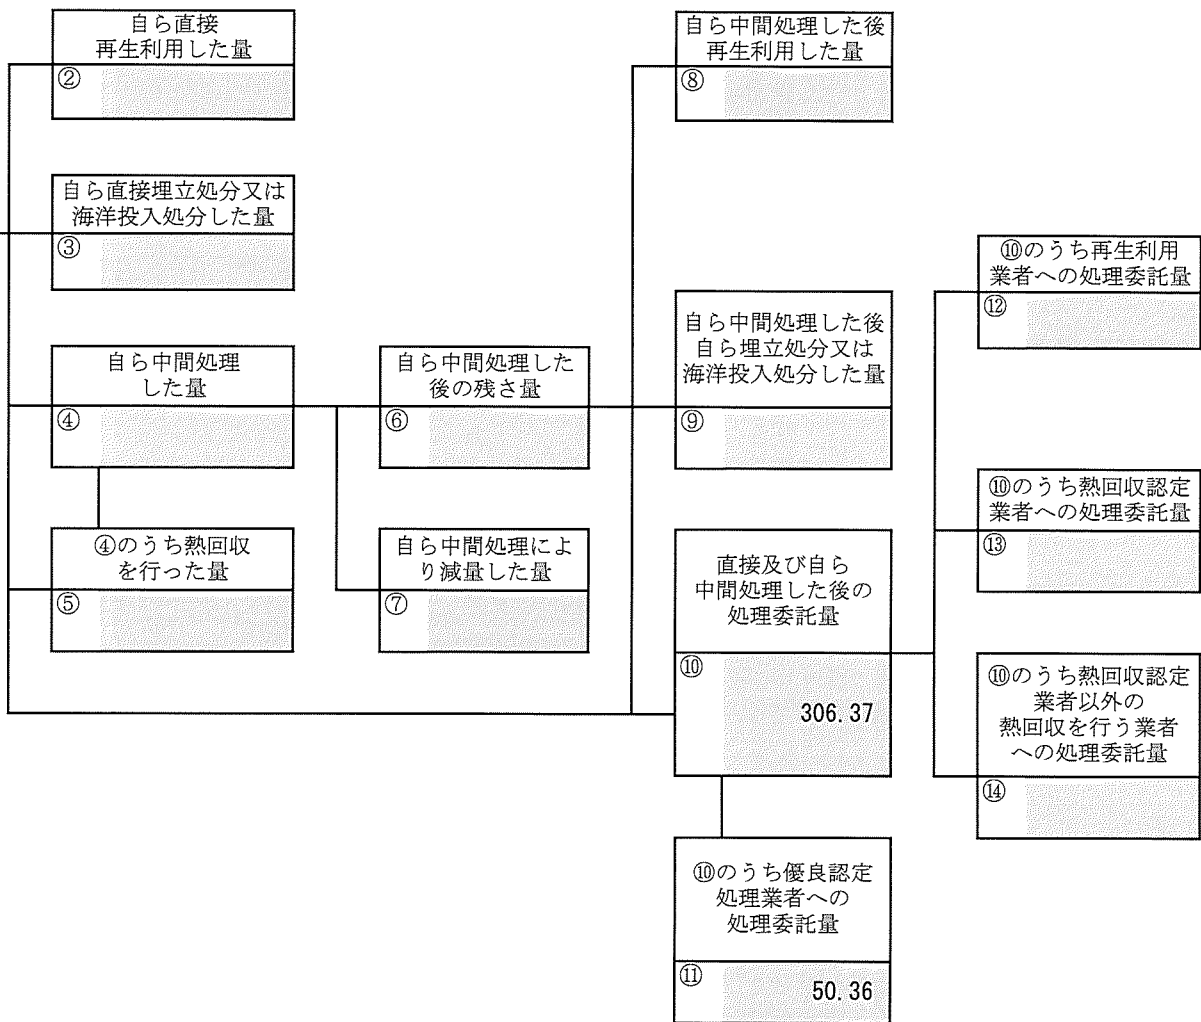 自ら直接
再生利用した量
②
自ら直接埋立処分又は
海洋投入処分した量
③
自ら中間処理
した量
④
④のうち熱回収
を行った量
⑤
自ら中間処理した
後の残さ量
⑥
自ら中間処理によ
り減量した量
⑦
自ら中間処理した後
再生利用した量
⑧
自ら中間処理した後
自ら埋立処分又は
海洋投入処分した量
⑨
直接及び自ら
中間処理した後の
処理委託量
⑩
306.37
⑩のうち優良認定
処理業者への
処理委託量
⑪
50.36
⑩のうち再生利用
業者への処理委託量
⑫
⑩のうち熱回収認定
業者への処理委託量
⑬
⑩のうち熱回収認定
業者以外の
熱回収を行う業者
への処理委託量
⑭